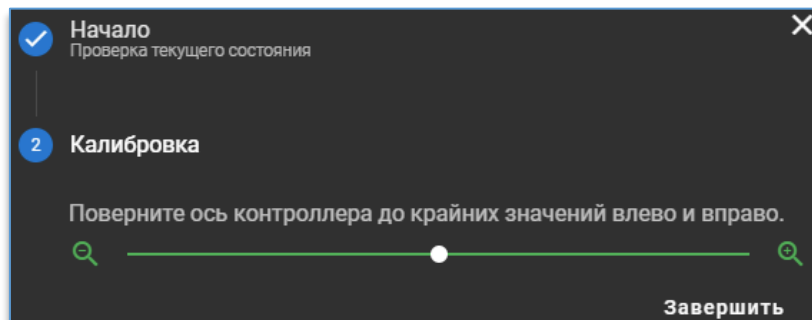 Начало
Проверка текущего состояния
2 Калибровка
Поверните ось контроллера до крайних значений влево и вправо.
Завершить